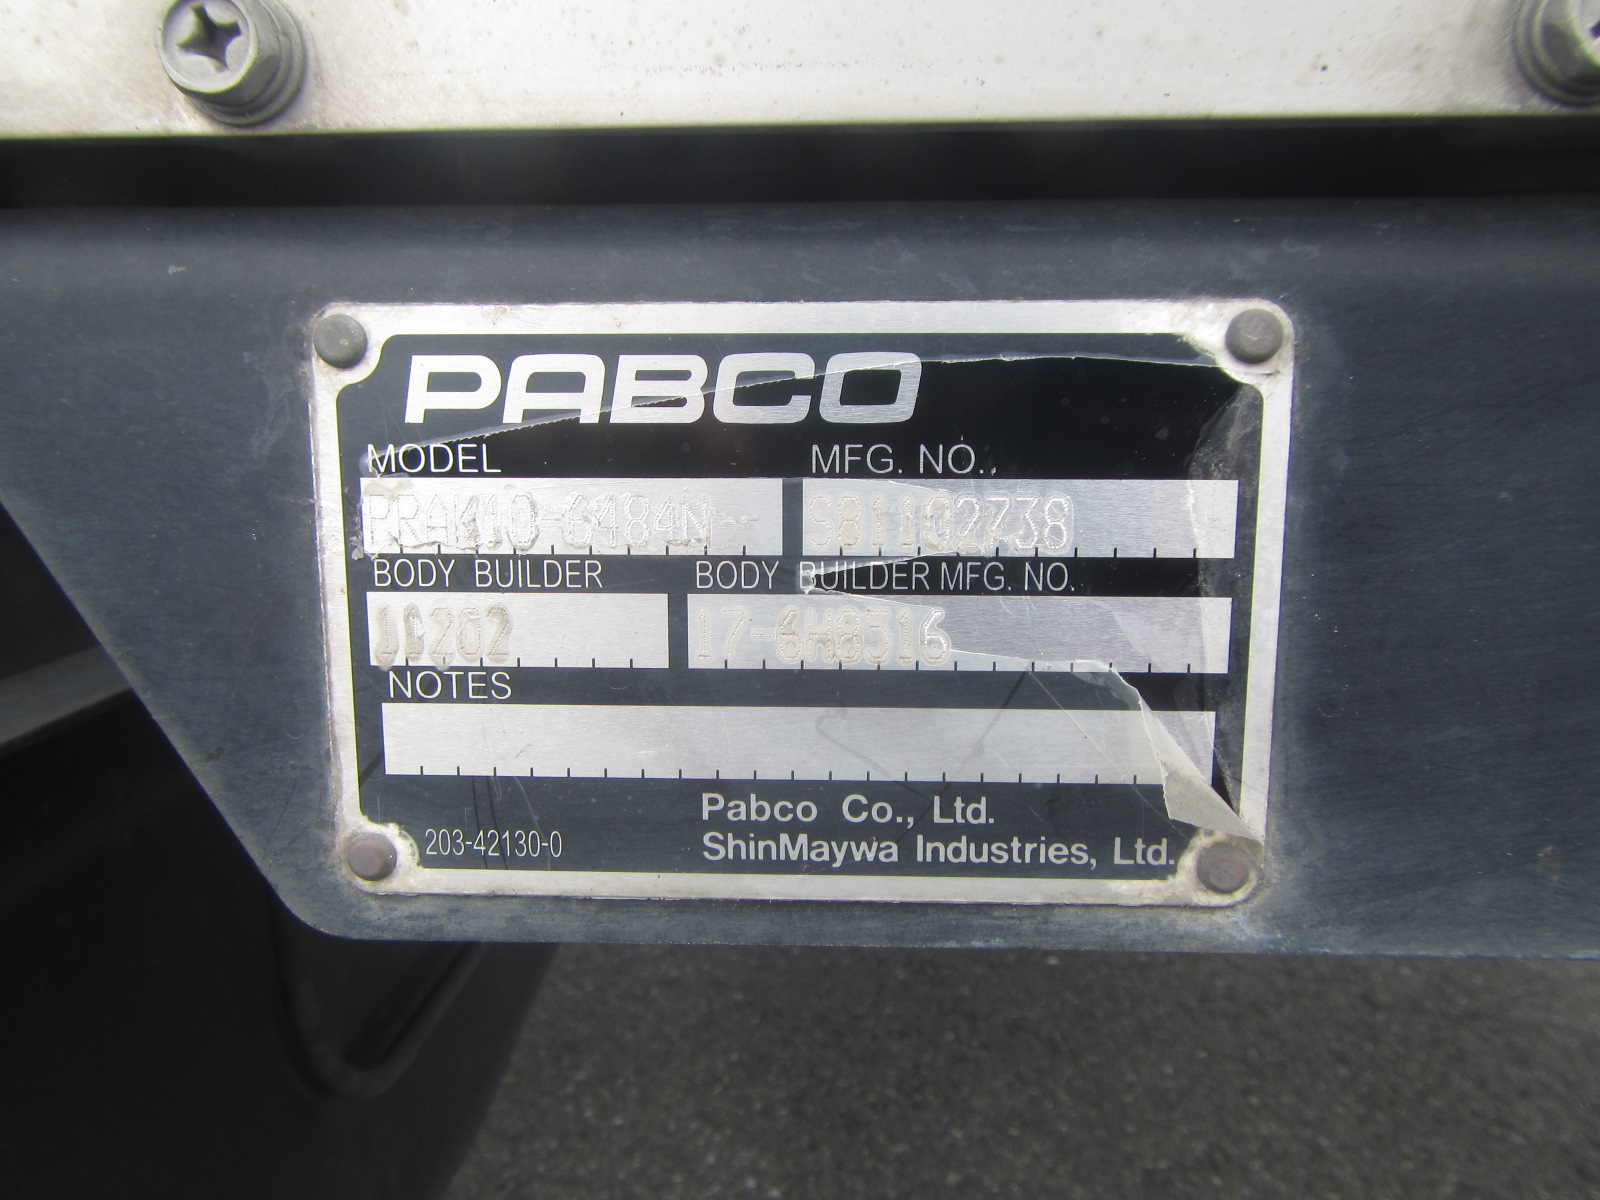 PABCO
MODEL MFG. NO.
S81102738
BODY BUILDER BODY BUILDER MFG. NO.
17-6H8516
NOTES
Pabco Co., Ltd.
203-42130-0 ShinMaywa Industries, Ltd.